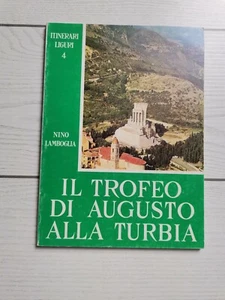 ITINERARI
LIGURI
4
NINO
LAMBOGLIA
IL TROFEO
DI AUGUSTO
ALLA TURBIA